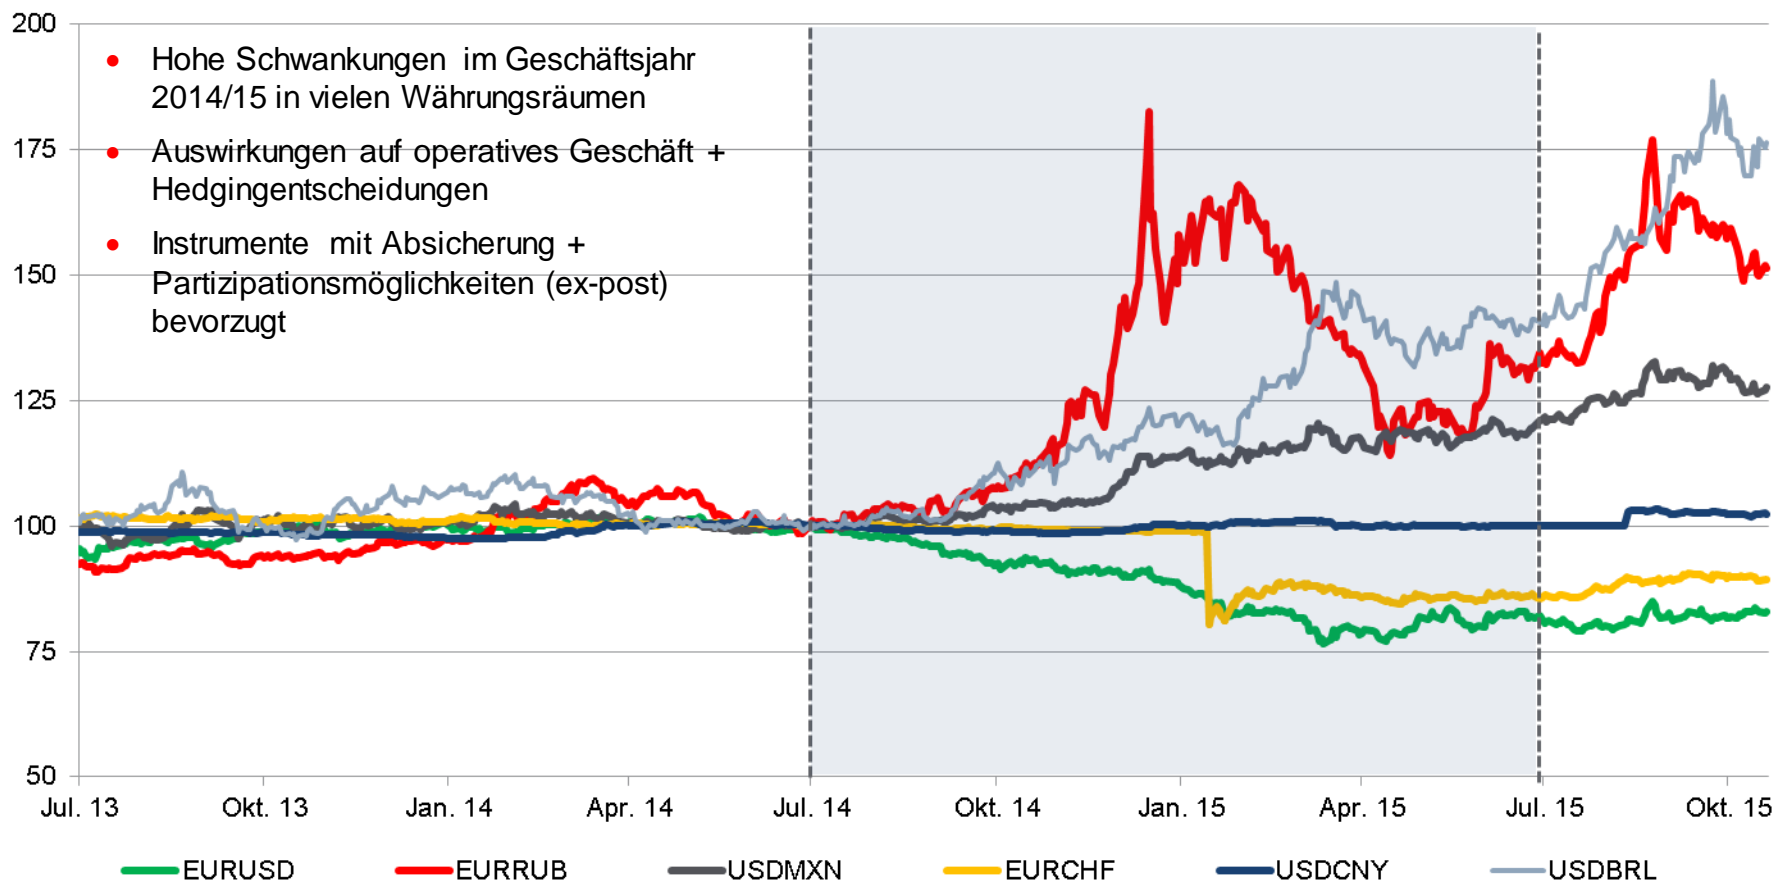 200
• Hohe Schwankungen im Geschäftsjahr
2014/15 in vielen Währungsräumen
175
• Auswirkungen auf operatives Geschäft +
Hedgingentscheidungen
• Instrumente mit Absicherung +
150
Partizipationsmöglichkeiten (ex-post)
bevorzugt
125
100
75
50
Jul. 13 Okt. 13 Jan. 14 Apr. 14 Jul. 14 Okt. 14 Jan. 15 Apr. 15 Jul. 15 Okt. 15
EURUSD EURRUB USDMXN EURCHF USDCNY USDBRL